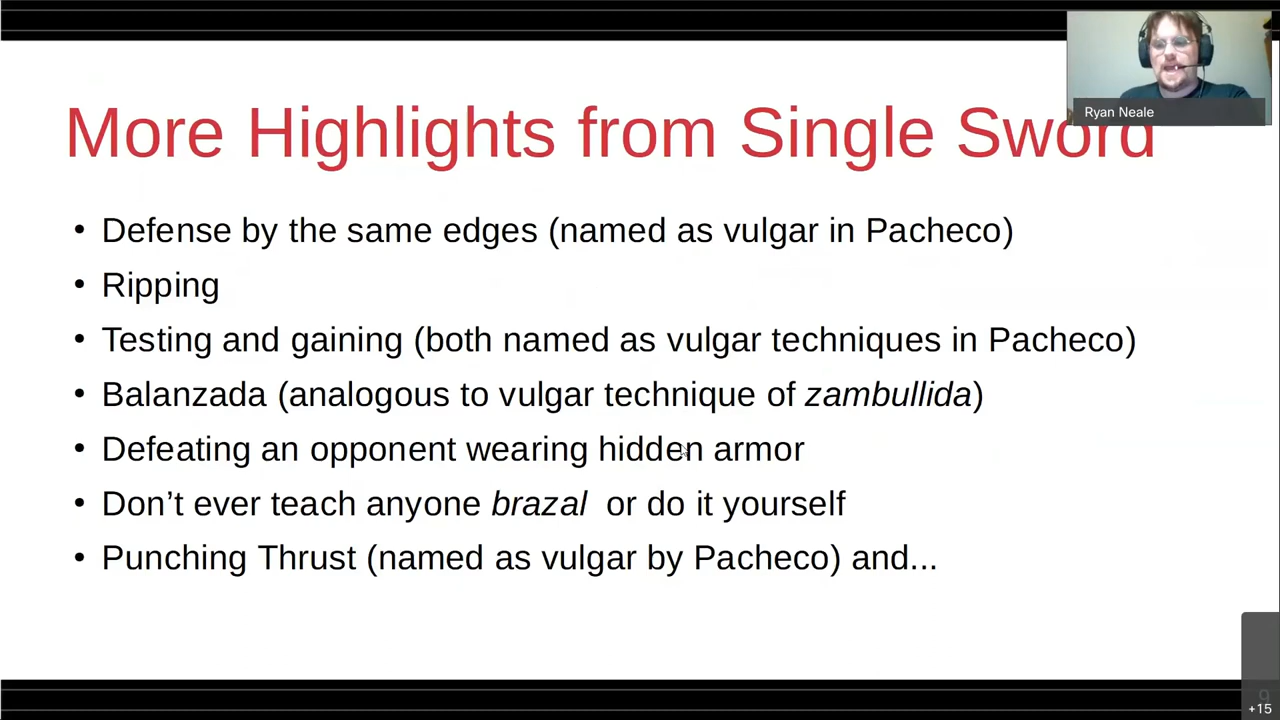 Ryan Neale
More Highlights from Single Sword
• Defense by the same edges (named as vulgar in Pacheco)
• Ripping
• Testing and gaining (both named as vulgar techniques in Pacheco)
• Balanzada (analogous to vulgar technique of zambullida)
• Defeating an opponent wearing hidden armor
• Don’t ever teach anyone brazal or do it yourself
• Punching Thrust (named as vulgar by Pacheco) and...
9
+15